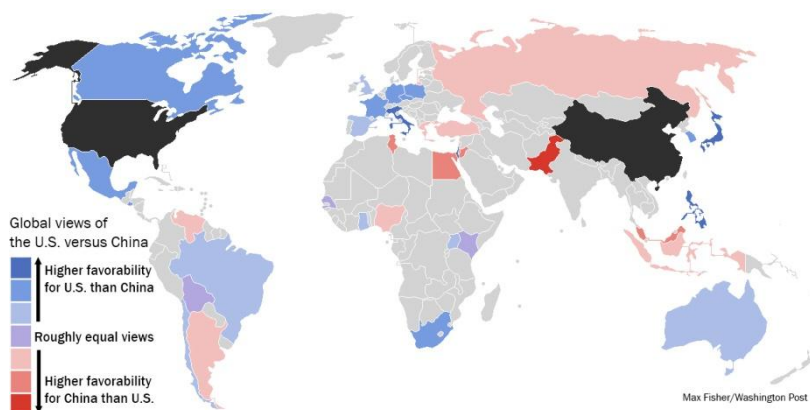 Global views of
the U.S. versus China
Higher favorability
for U.S. than China
Roughly equal views
Higher favorability
for China than U.S.
Max Fisher/Washington Post